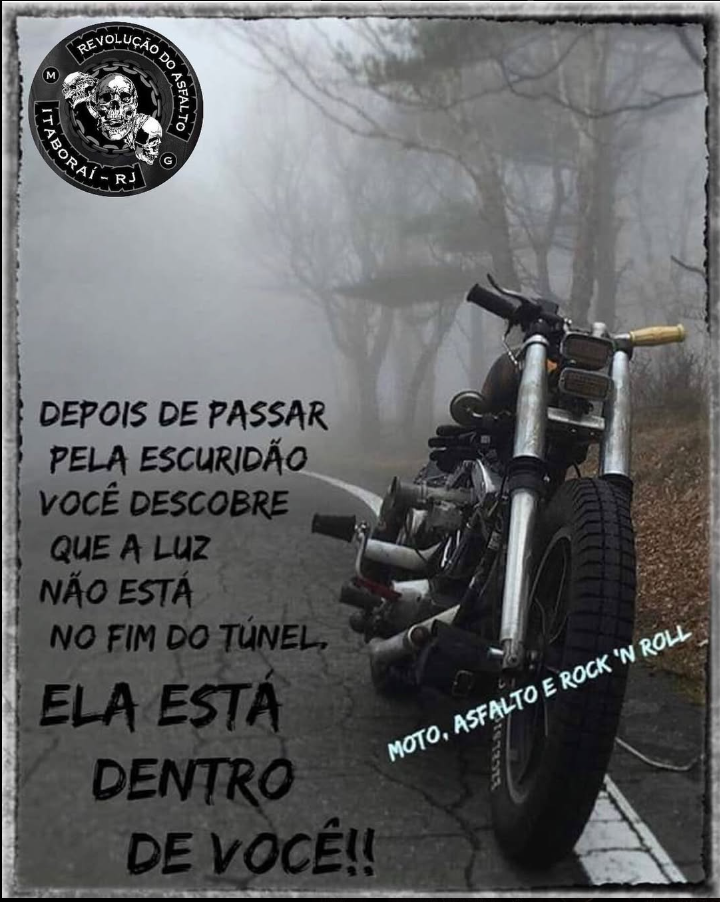 REVOLUÇÃO DO ASFALTO
M
G
ITABORAÍ - RJ
DEPOIS DE PASSAR
PELA ESCURIDÃO
VOCÊ DESCOBRE
QUE A LUZ
NÃO ESTÁ
NO FIM DO TÚNEL.
ELA ESTÁ
DENTRO
DE VOCÊ!!
MOTO, ASFALTO E ROCK 'N ROLL